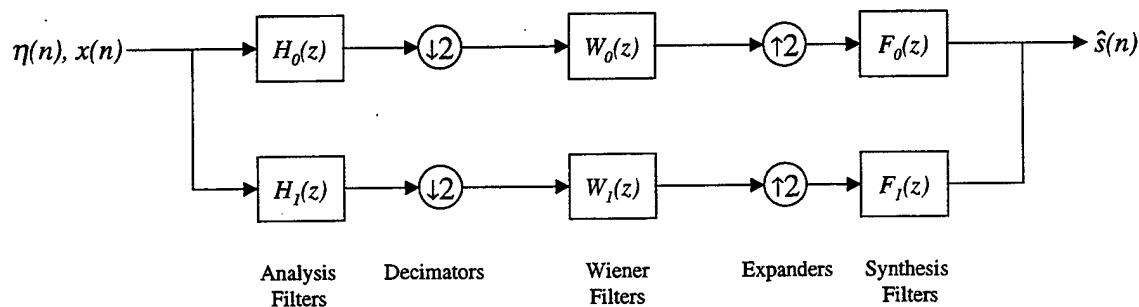 η(n), x(n)
H₀(z)
↓2
W₀(z)
↑2
F₀(z)
ŝ(n)
H₁(z)
↓2
W₁(z)
↑2
F₁(z)
Analysis
Filters
Decimators
Wiener
Filters
Expanders
Synthesis
Filters